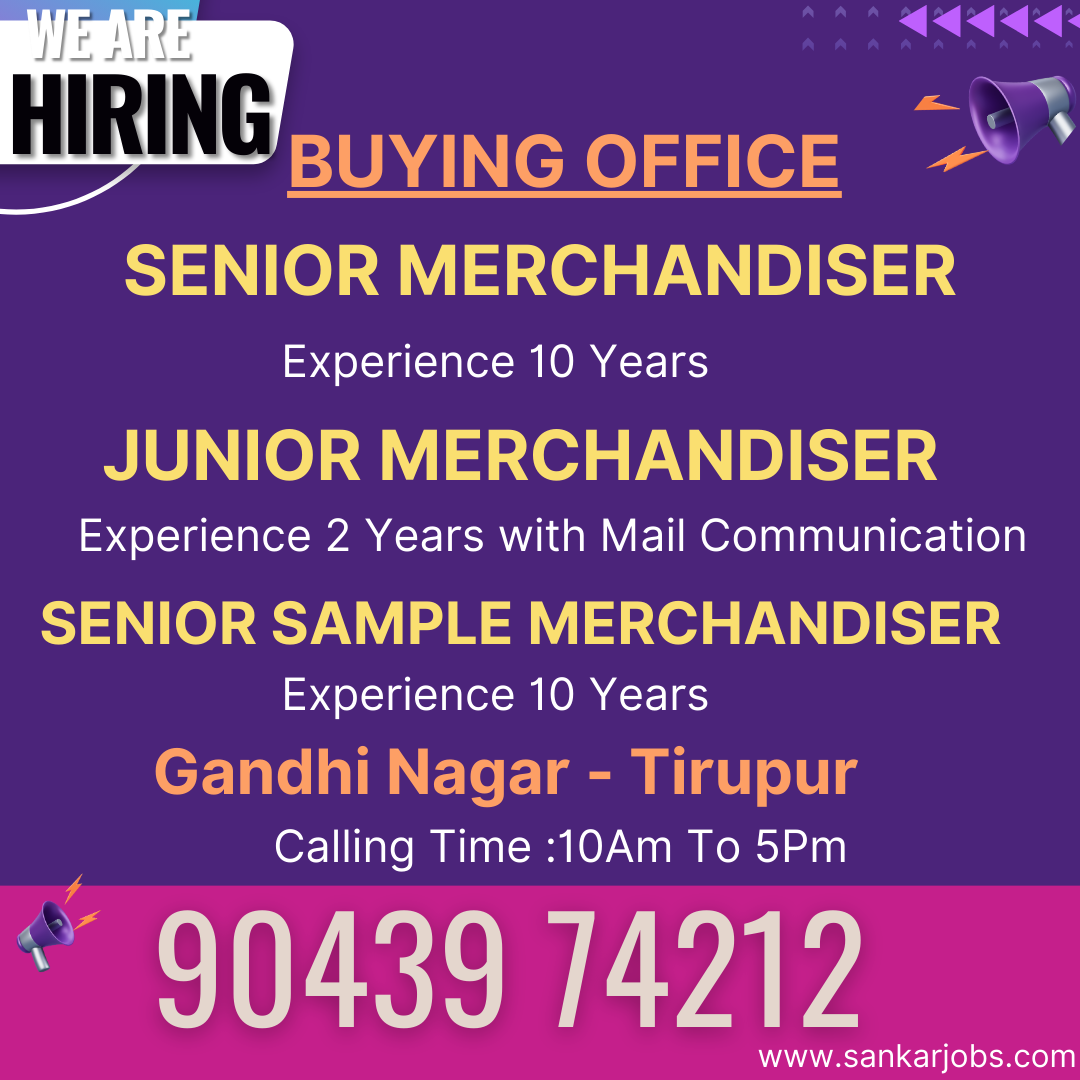 WE ARE
HIRING
BUYING OFFICE
SENIOR MERCHANDISER
Experience 10 Years
JUNIOR MERCHANDISER
Experience 2 Years with Mail Communication
SENIOR SAMPLE MERCHANDISER
Experience 10 Years
Gandhi Nagar - Tirupur
Calling Time :10Am To 5Pm
90439 74212
www.sankarjobs.com